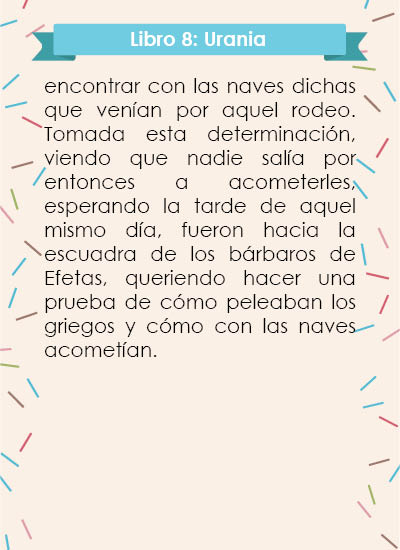 Libro 8: Urania
encontrar con las naves dichas
que venían por aquel rodeo.
Tomada esta determinación,
viendo que nadie salía por
entonces a acometerles,
esperando la tarde de aquel
mismo día, fueron hacia la
escuadra de los bárbaros de
Efetas, queriendo hacer una
prueba de cómo peleaban los
griegos y cómo con las naves
acometían.